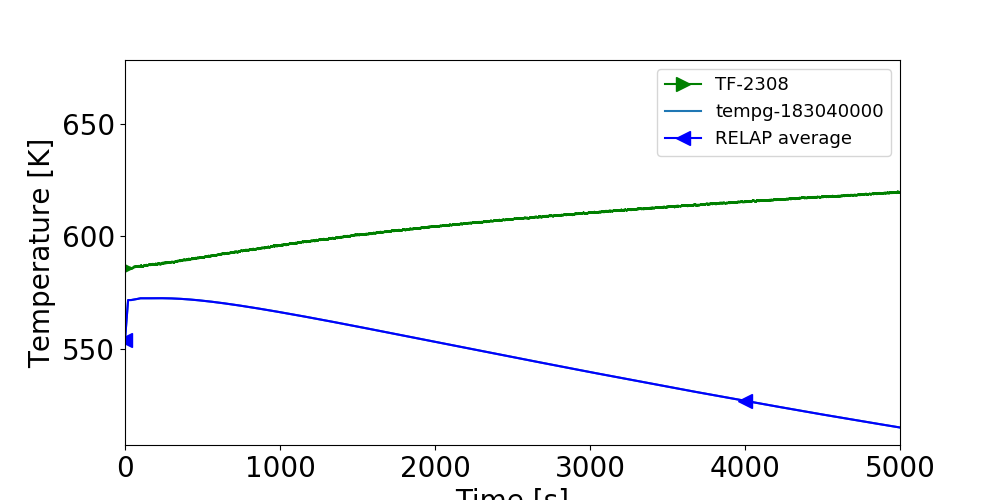 TF-2308
tempg-183040000
RELAP average
Temperature [K]
650
600
550
0 1000 2000 3000 4000 5000
Time [s]